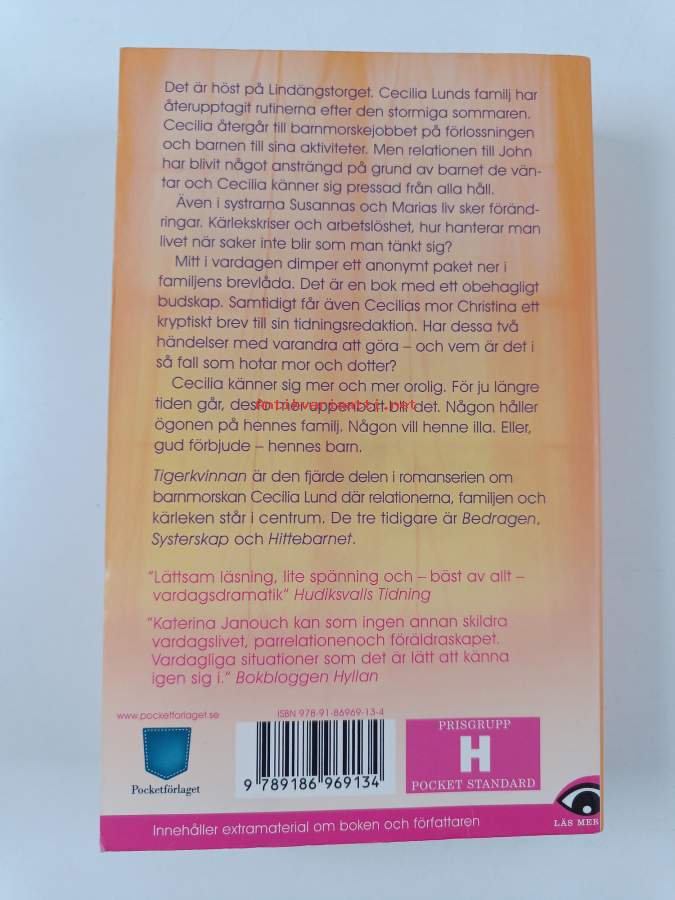 Det är höst på Lindängstorget. Cecilia Lunds familj har
återupptagit rutinerna efter den stormiga sommaren.
Cecilia återgår till barnmorskejobbet på förlossningen
och barnen till sina aktiviteter. Men relationen till John
har blivit något ansträngd på grund av barnet de vän-
tar och Cecilia känner sig pressad från alla håll.
Även i systrarna Susannas och Marias liv sker föränd-
ringar. Kärlekskriser och arbetslöshet, hur hanterar man
livet när saker inte blir som man tänkt sig?
Mitt i vardagen dimper ett anonymt paket ner i
familjens brevlåda. Det är en bok med ett obehagligt
budskap. Samtidigt får även Cecilias mor Christina ett
kryptiskt brev till sin tidningsredaktion. Har dessa två
händelser med varandra att göra – och vem är det i
så fall som hotar mor och dotter?
Cecilia känner sig mer och mer orolig. För ju längre
tiden går, desto mer uppenbart blir det. Någon håller
antikvariaatti.net
ögonen på hennes familj. Någon vill henne illa. Eller,
gud förbjude – hennes barn.
Tigerkvinnan är den fjärde delen i romanserien om
barnmorskan Cecilia Lund där relationerna, familjen och
kärleken står i centrum. De tre tidigare är Bedragen,
Systerskap och Hittebarnet.
”Lättsam läsning, lite spänning och – bäst av allt –
vardagsdramatik” Hudiksvalls Tidning
”Katerina Janouch kan som ingen annan skildra
vardagslivet, parrelationenoch föräldraskapet.
Vardagliga situationer som det är lätt att känna
igen sig i.” Bokbloggen Hyllan
www.pocketforlaget.se
Pocketförlaget
ISBN 978-91-86969-13-4
9 789186 969134
PRISGRUPP
H
POCKET STANDARD
LÄS MER
Innehåller extramaterial om boken och författaren